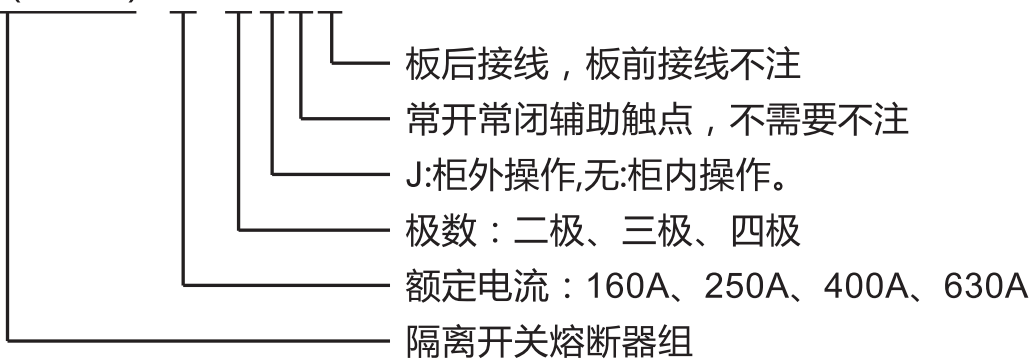 板后接线，板前接线不注
常开常闭辅助触点，不需要不注
J:柜外操作,无:柜内操作。
极数：二极、三极、四极
额定电流：160A、250A、400A、630A
隔离开关熔断器组